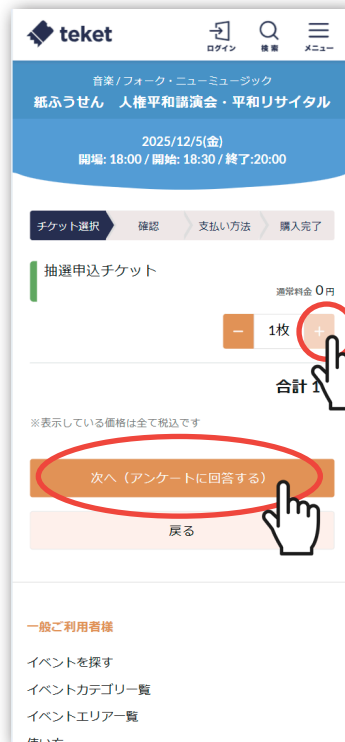 teket
ログイン 検索 メニュー
音楽 / フォーク・ニューミュージック
紙ふうせん 人権平和講演会・平和リサイタル
2025/12/5(金)
開場: 18:00 / 開始: 18:30 / 終了:20:00
チケット選択 確認 支払い方法 購入完了
抽選申込チケット
通常料金 0 円
− 1枚 +
合計 1
※表示している価格は全て税込です
次へ（アンケートに回答する）
戻る
一般ご利用者様
イベントを探す
イベントカテゴリ一覧
イベントエリア一覧